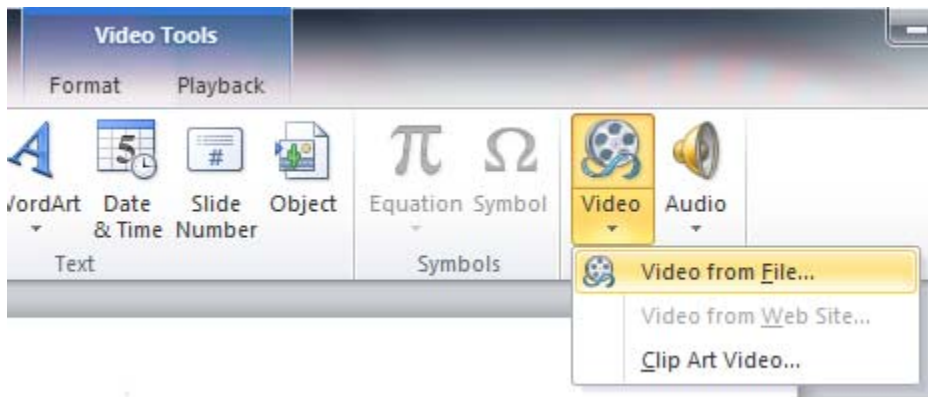 Video Tools
Format Playback
5
#
π Ω
WordArt Date Slide Object Equation Symbol Video Audio
& Time Number
Text Symbols
Video from File...
Video from Web Site...
Clip Art Video...